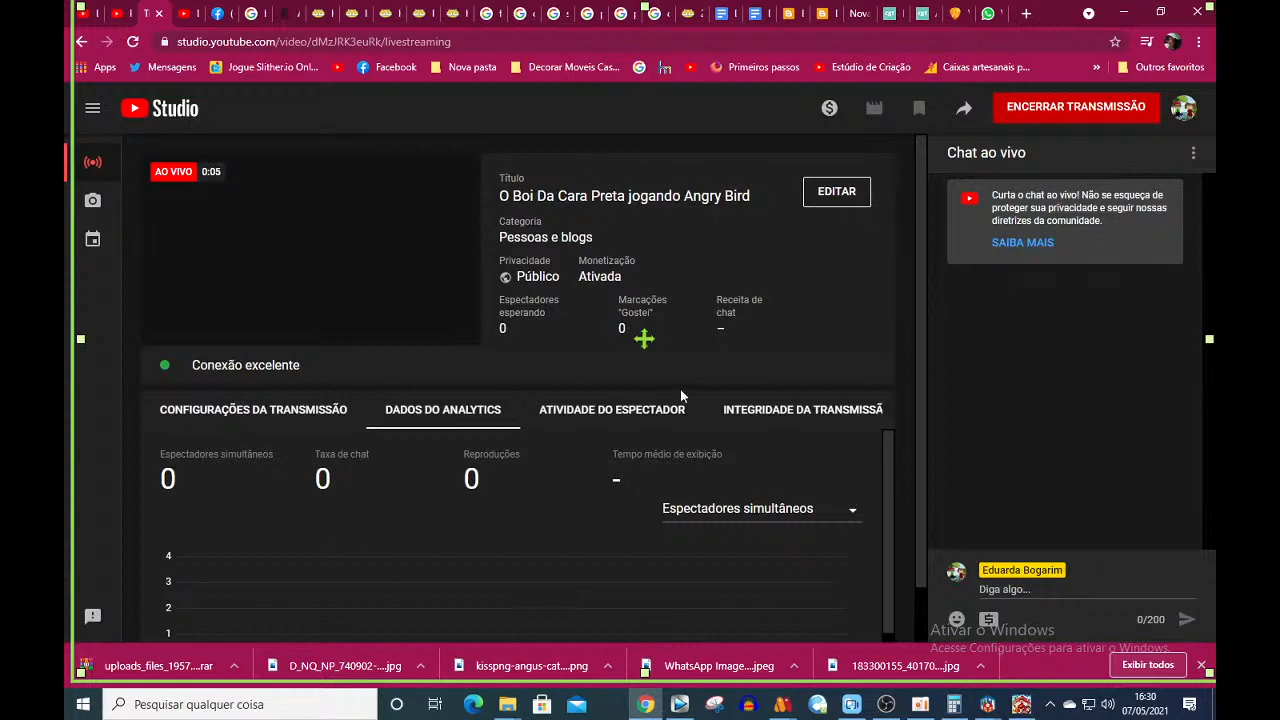 studio.youtube.com/video/dMzJRK3euRk/livestreaming
Apps
Mensagens
Jogue Slither.io Onl...
Facebook
Nova pasta
Decorar Moveis Cas...
Primeiros passos
Estúdio de Criação
Caixas artesanais p...
»
Outros favoritos
Studio
ENCERRAR TRANSMISSÃO
AO VIVO 0:05
Título
O Boi Da Cara Preta jogando Angry Bird
EDITAR
Categoria
Pessoas e blogs
Privacidade
Público
Monetização
Ativada
Espectadores
esperando
0
Marcações
"Gostei"
0
Receita de
chat
–
Conexão excelente
CONFIGURAÇÕES DA TRANSMISSÃO
DADOS DO ANALYTICS
ATIVIDADE DO ESPECTADOR
INTEGRIDADE DA TRANSMISSÃ
Espectadores simultâneos
0
Taxa de chat
0
Reproduções
0
Tempo médio de exibição
-
Espectadores simultâneos
4
3
2
1
Chat ao vivo
Curta o chat ao vivo! Não se esqueça de
proteger sua privacidade e seguir nossas
diretrizes da comunidade.
SAIBA MAIS
Eduarda Bogarim
Diga algo...
0/200
Ativar o Windows
Acesse Configurações para ativar o Windows.
uploads_files_1957....rar
D_NQ_NP_740902-....jpg
kisspng-angus-cat....png
WhatsApp Image....jpeg
183300155_40170...jpg
Exibir todos
Pesquisar qualquer coisa
16:30
07/05/2021